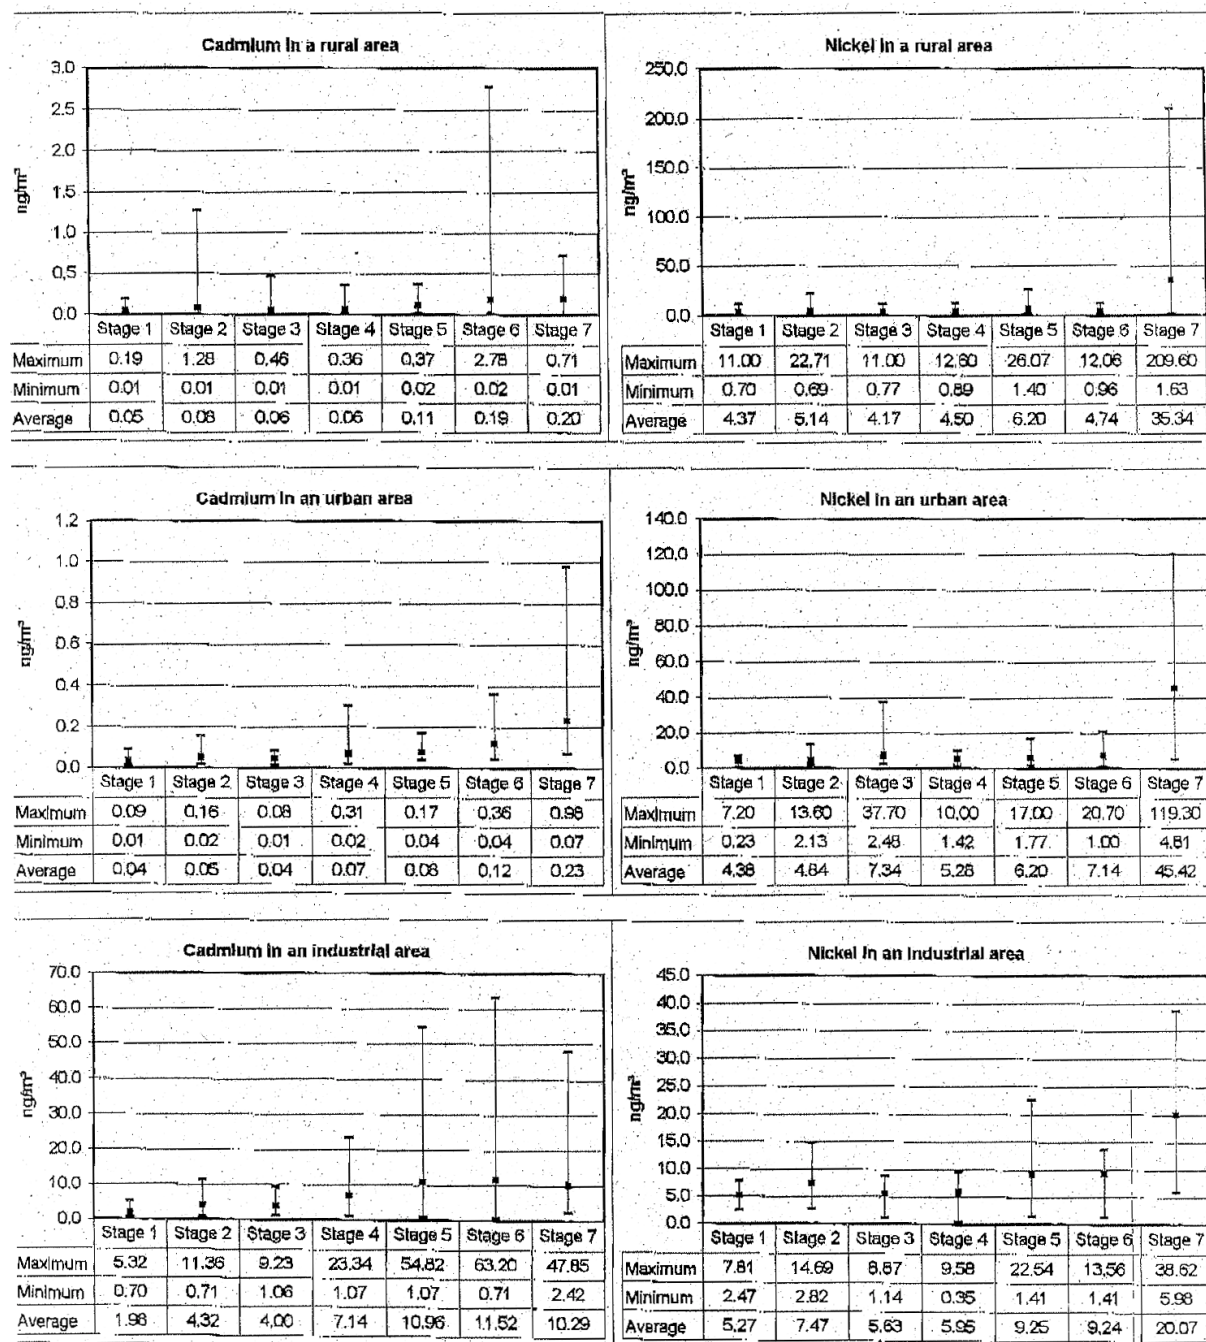 Cadmium in a rural area
3.0
2.5
2.0
1.5
1.0
0.5
0.0
ng/m³
Stage 1 Stage 2 Stage 3 Stage 4 Stage 5 Stage 6 Stage 7
Maximum 0.19 1.28 0.46 0.36 0.37 2.78 0.71
Minimum 0.01 0.01 0.01 0.01 0.02 0.02 0.01
Average 0.05 0.08 0.06 0.06 0.11 0.19 0.20
Nickel in a rural area
250.0
200.0
150.0
100.0
50.0
0.0
ng/m³
Stage 1 Stage 2 Stage 3 Stage 4 Stage 5 Stage 6 Stage 7
Maximum 11.00 22.71 11.00 12.60 26.07 12.06 209.60
Minimum 0.70 0.69 0.77 0.89 1.40 0.96 1.63
Average 4.37 5.14 4.17 4.50 6.20 4.74 35.34
Cadmium in an urban area
1.2
1.0
0.8
0.6
0.4
0.2
0.0
ng/m³
Stage 1 Stage 2 Stage 3 Stage 4 Stage 5 Stage 6 Stage 7
Maximum 0.09 0.16 0.08 0.31 0.17 0.36 0.98
Minimum 0.01 0.02 0.01 0.02 0.04 0.04 0.07
Average 0.04 0.05 0.04 0.07 0.08 0.12 0.23
Nickel in an urban area
140.0
120.0
100.0
80.0
60.0
40.0
20.0
0.0
ng/m³
Stage 1 Stage 2 Stage 3 Stage 4 Stage 5 Stage 6 Stage 7
Maximum 7.20 13.60 37.70 10.00 17.00 20.70 119.30
Minimum 0.23 2.13 2.48 1.42 1.77 1.00 4.81
Average 4.38 4.84 7.34 5.28 6.20 7.14 45.42
Cadmium in an industrial area
70.0
60.0
50.0
40.0
30.0
20.0
10.0
0.0
ng/m³
Stage 1 Stage 2 Stage 3 Stage 4 Stage 5 Stage 6 Stage 7
Maximum 5.32 11.36 9.23 23.34 54.82 63.20 47.85
Minimum 0.70 0.71 1.06 1.07 1.07 0.71 2.42
Average 1.98 4.32 4.00 7.14 10.96 11.52 10.29
Nickel in an industrial area
45.0
40.0
35.0
30.0
25.0
20.0
15.0
10.0
5.0
0.0
ng/m³
Stage 1 Stage 2 Stage 3 Stage 4 Stage 5 Stage 6 Stage 7
Maximum 7.81 14.69 8.87 9.58 22.54 13.56 38.62
Minimum 2.47 2.82 1.14 0.35 1.41 1.41 5.98
Average 5.27 7.47 5.63 5.95 9.25 9.24 20.07